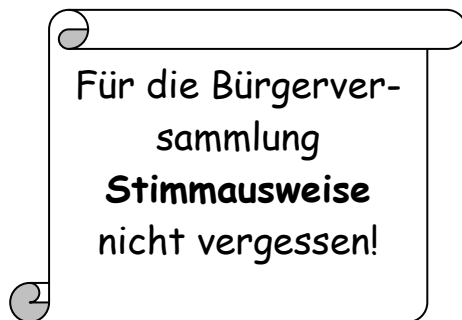 Für die Bürgerver-
sammlung
Stimmausweise
nicht vergessen!